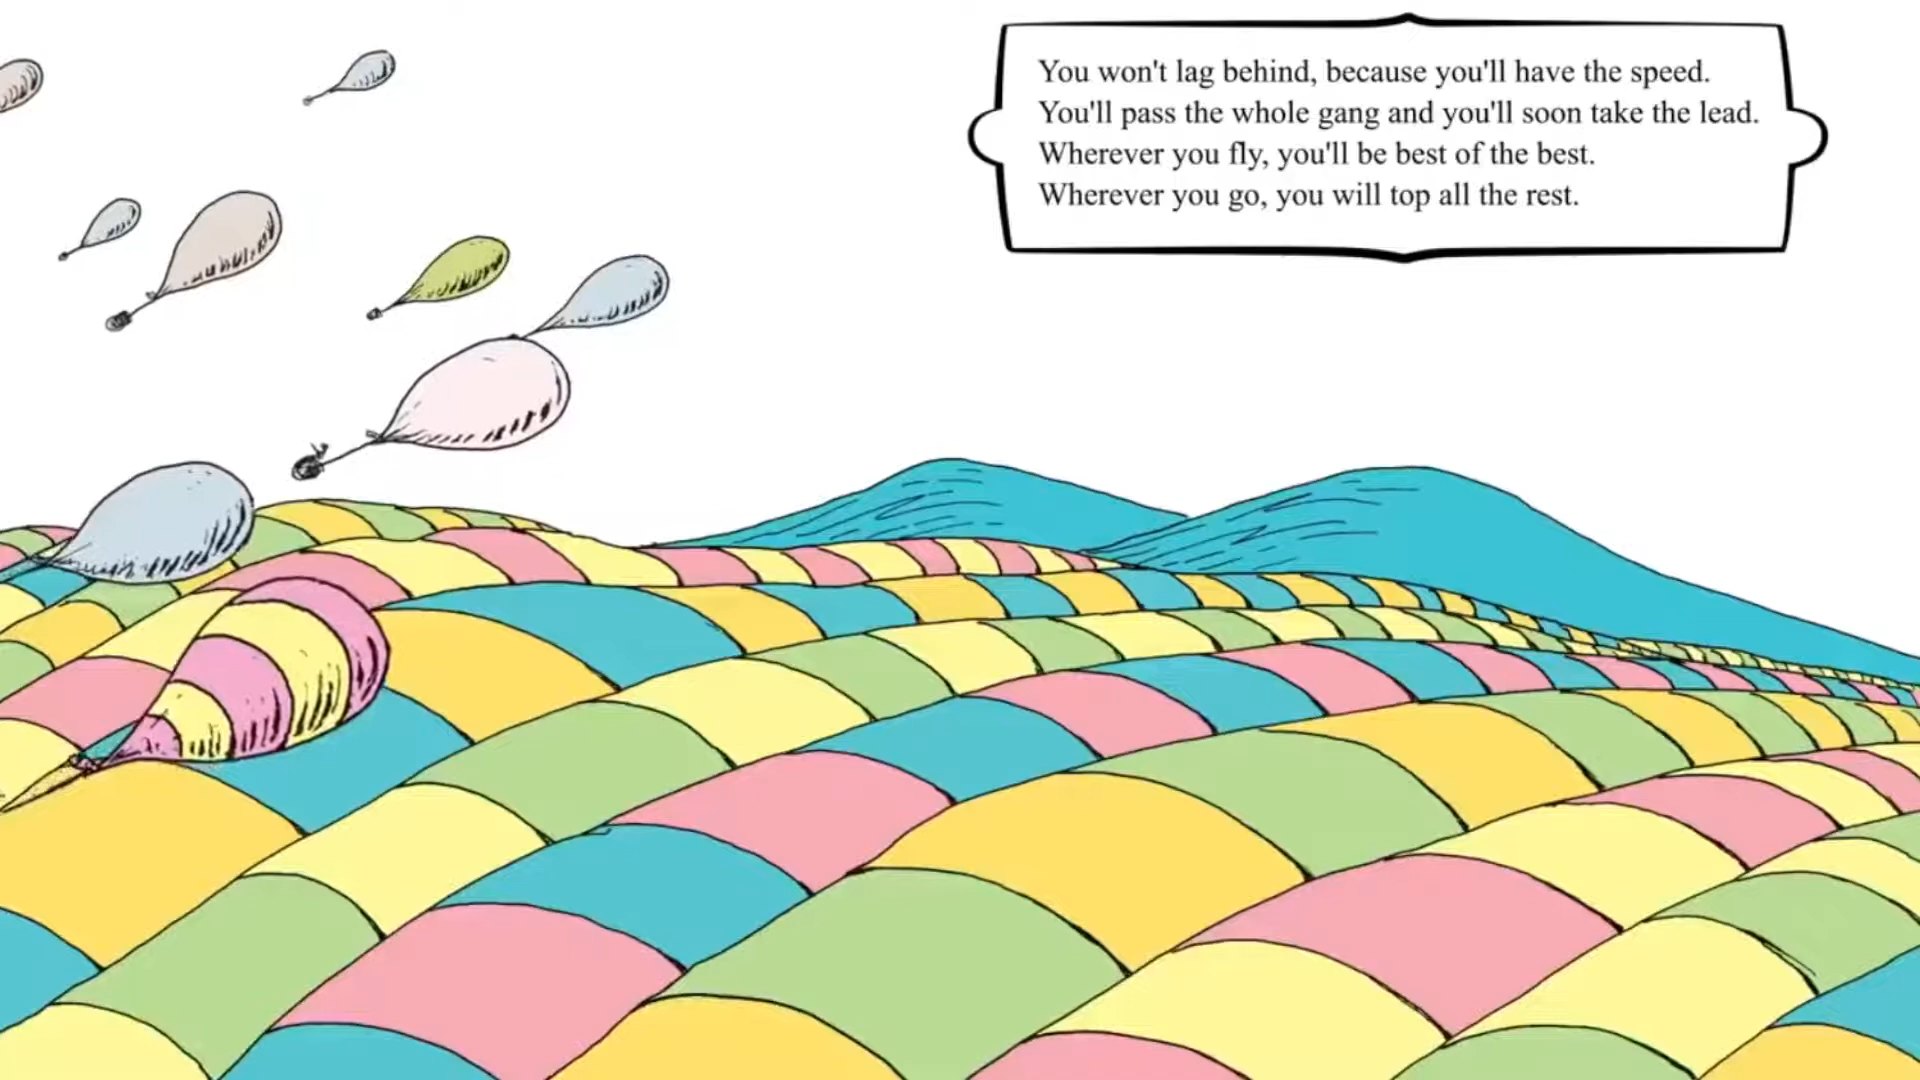 You won't lag behind, because you'll have the speed.
You'll pass the whole gang and you'll soon take the lead.
Wherever you fly, you'll be best of the best.
Wherever you go, you will top all the rest.